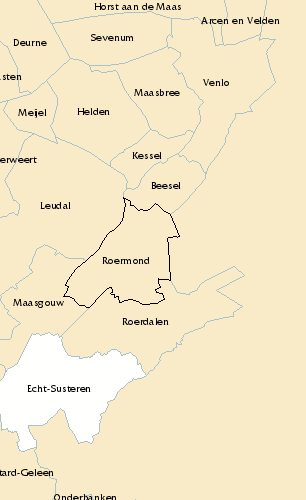 Horst aan de Maas
Arcen en Velden
Sevenum
Deurne
sten
Maasbree
Venlo
Meijel
Helden
Kessel
erweert
Beesel
Leudal
Roermond
Maasgouw
Roerdalen
Echt-Susteren
tard-Geleen
Onderbanken